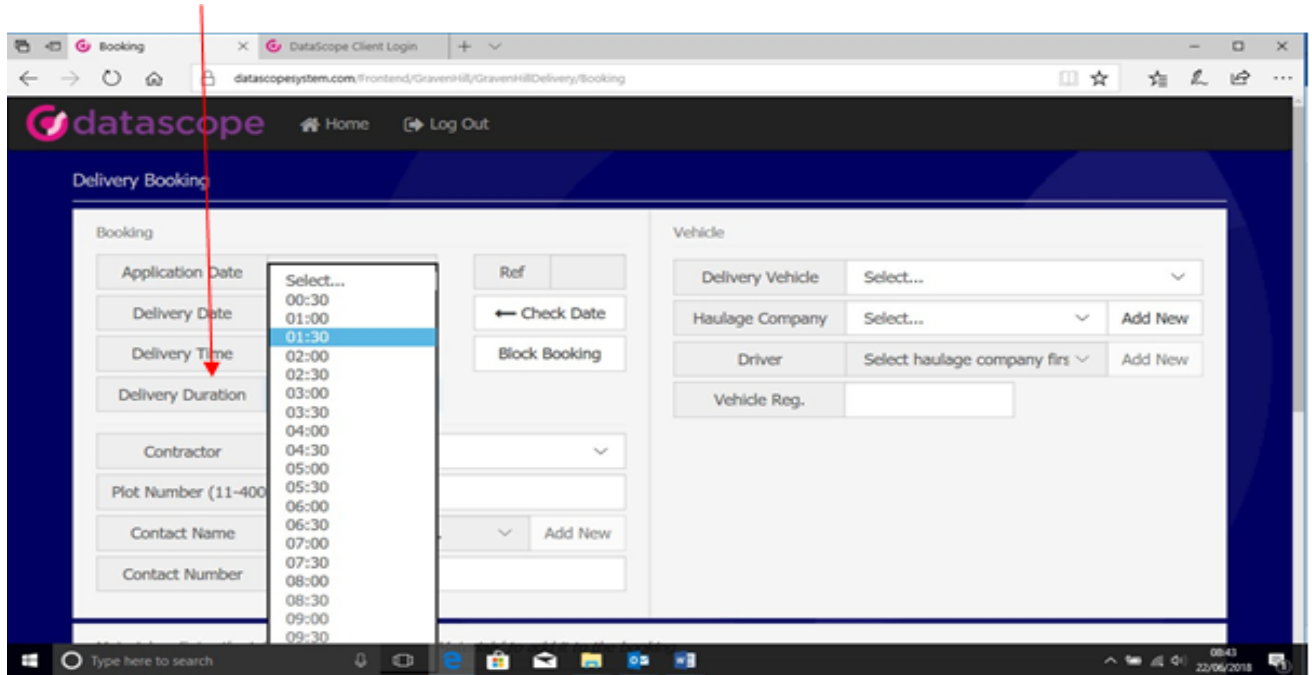 Booking
DataScope Client Login
datascopesystem.com/Frontend/GravenHill/GravenHillDelivery/Booking
datascope
Home
Log Out
Delivery Booking
Booking
Application Date
Ref
Delivery Date
← Check Date
Delivery Time
Block Booking
Delivery Duration
Select...
00:30
01:00
01:30
02:00
02:30
03:00
03:30
04:00
04:30
05:00
05:30
06:00
06:30
07:00
07:30
08:00
08:30
09:00
09:30
Contractor
Plot Number (11-400
Contact Name
Add New
Contact Number
Vehicle
Delivery Vehicle
Select...
Haulage Company
Select...
Add New
Driver
Select haulage company firs
Add New
Vehicle Reg.
Type here to search
08:43
22/06/2018